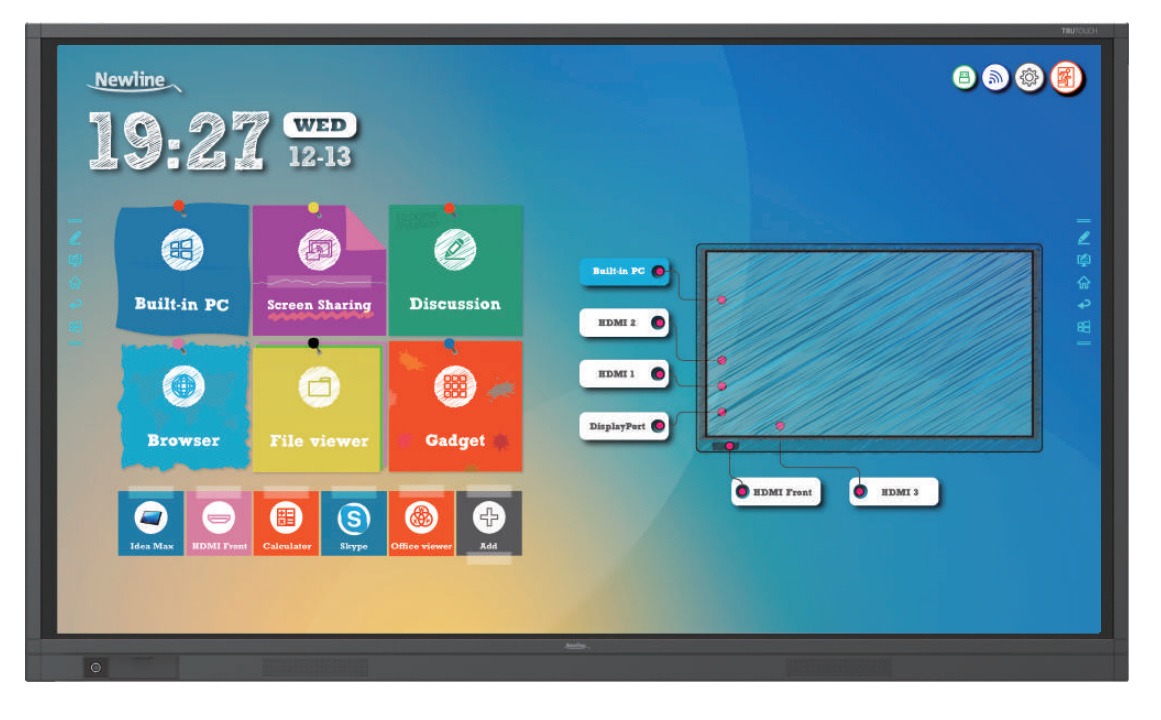 TRUTOUCH
Newline
19:27
WED
12-13
Built-in PC
Screen Sharing
Discussion
Browser
File viewer
Gadget
Idea Max
HDMI Front
Calculator
Skype
Office viewer
Add
Built-in PC
HDMI 2
HDMI 1
DisplayPort
HDMI Front
HDMI 3
Newline